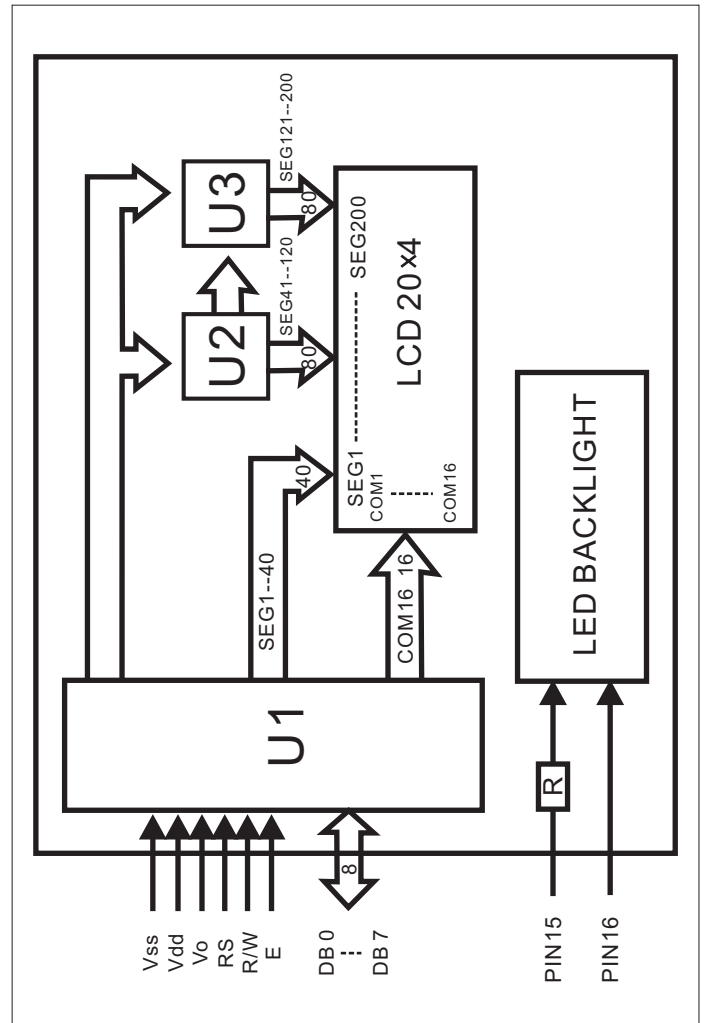 Vss
Vdd
Vo
RS
R/W
E
DB 0
DB 7
8
U1
SEG1--40
40
COM16 16
U2
U3
SEG41--120
80
SEG121--200
80
SEG1 SEG200
COM1
COM16
LCD 20×4
PIN15
PIN16
R
LED BACKLIGHT